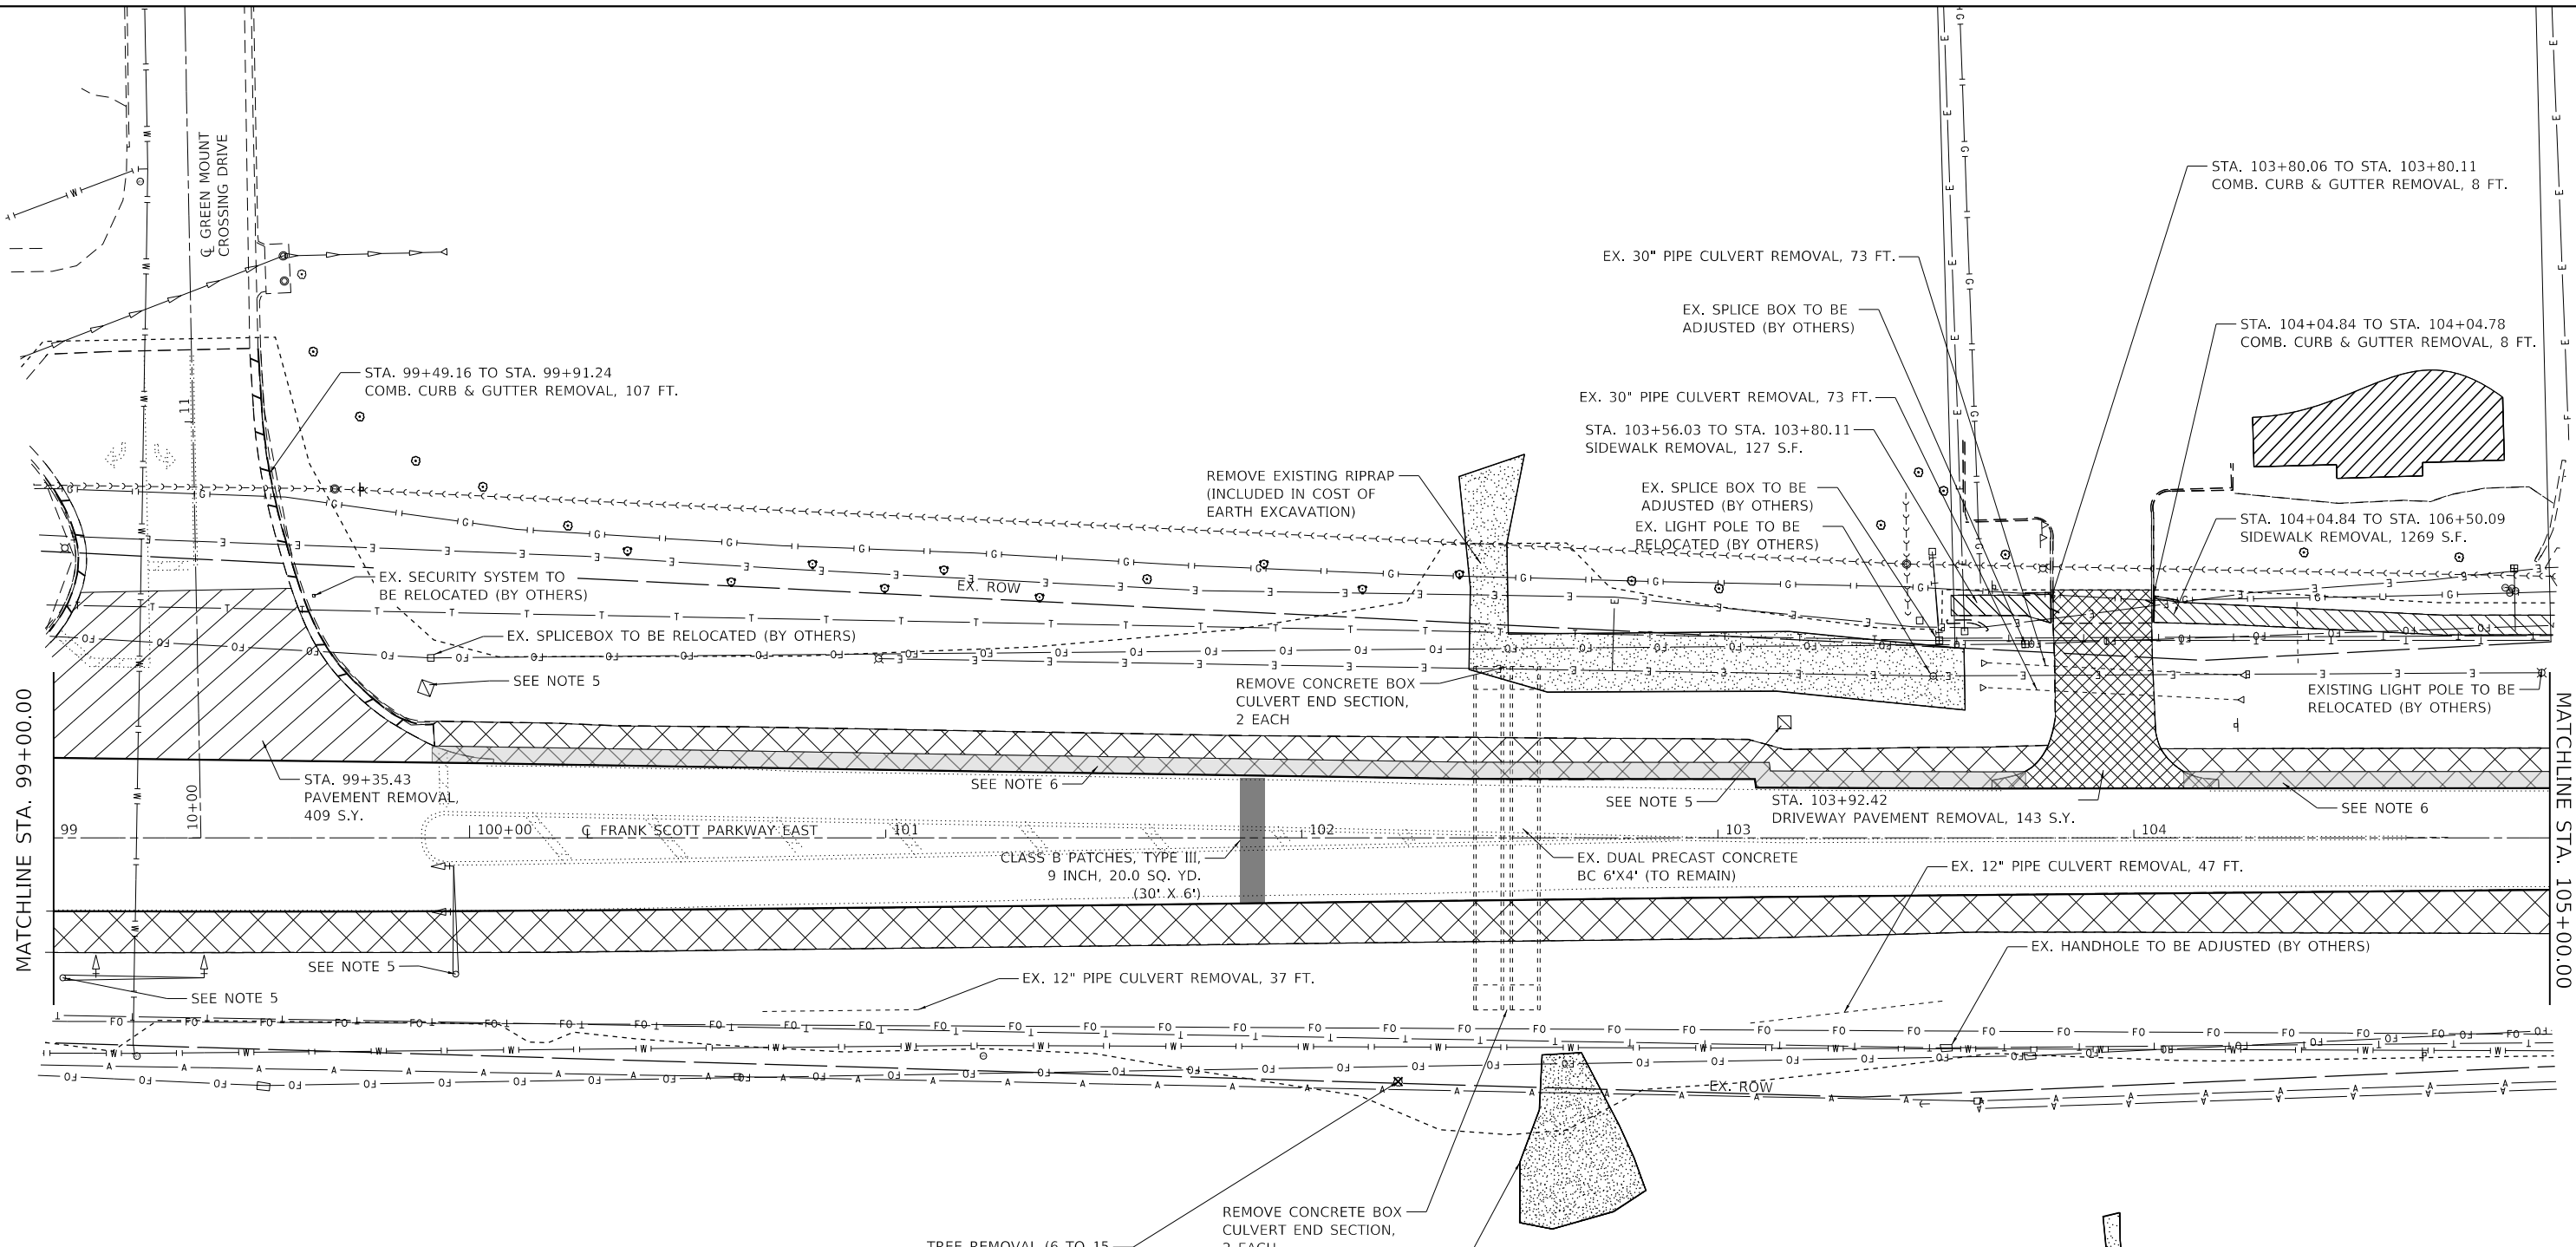 ℄ GREEN MOUNT
CROSSING DRIVE
STA. 103+80.06 TO STA. 103+80.11
COMB. CURB & GUTTER REMOVAL, 8 FT.
EX. 30" PIPE CULVERT REMOVAL, 73 FT.
EX. SPLICE BOX TO BE
ADJUSTED (BY OTHERS)
STA. 104+04.84 TO STA. 104+04.78
COMB. CURB & GUTTER REMOVAL, 8 FT.
STA. 99+49.16 TO STA. 99+91.24
COMB. CURB & GUTTER REMOVAL, 107 FT.
EX. 30" PIPE CULVERT REMOVAL, 73 FT.
STA. 103+56.03 TO STA. 103+80.11
SIDEWALK REMOVAL, 127 S.F.
11
REMOVE EXISTING RIPRAP
(INCLUDED IN COST OF
EARTH EXCAVATION)
EX. SPLICE BOX TO BE
ADJUSTED (BY OTHERS)
EX. LIGHT POLE TO BE
RELOCATED (BY OTHERS)
STA. 104+04.84 TO STA. 106+50.09
SIDEWALK REMOVAL, 1269 S.F.
EX. SECURITY SYSTEM TO
BE RELOCATED (BY OTHERS)
EX. ROW
EX. SPLICEBOX TO BE RELOCATED (BY OTHERS)
SEE NOTE 5
REMOVE CONCRETE BOX
CULVERT END SECTION,
2 EACH
EXISTING LIGHT POLE TO BE
RELOCATED (BY OTHERS)
MATCHLINE STA. 99+00.00
MATCHLINE STA. 105+00.00
STA. 99+35.43
PAVEMENT REMOVAL,
409 S.Y.
SEE NOTE 6
SEE NOTE 5
STA. 103+92.42
DRIVEWAY PAVEMENT REMOVAL, 143 S.Y.
SEE NOTE 6
10+00
99
100+00
℄ FRANK SCOTT PARKWAY EAST
101
102
103
104
CLASS B PATCHES, TYPE III,
9 INCH, 20.0 SQ. YD.
(30' X 6')
EX. DUAL PRECAST CONCRETE
BC 6'X4' (TO REMAIN)
EX. 12" PIPE CULVERT REMOVAL, 47 FT.
EX. HANDHOLE TO BE ADJUSTED (BY OTHERS)
SEE NOTE 5
SEE NOTE 5
EX. 12" PIPE CULVERT REMOVAL, 37 FT.
EX. ROW
REMOVE CONCRETE BOX
CULVERT END SECTION,
2 EACH
TREE REMOVAL (6 TO 15